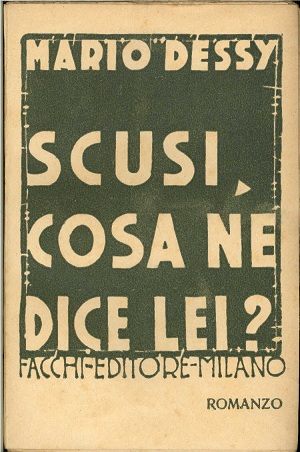 MARIO DESSY
SCUSI,
COSA NE
DICE LEI?
FACCHI-EDITORE-MILANO
ROMANZO